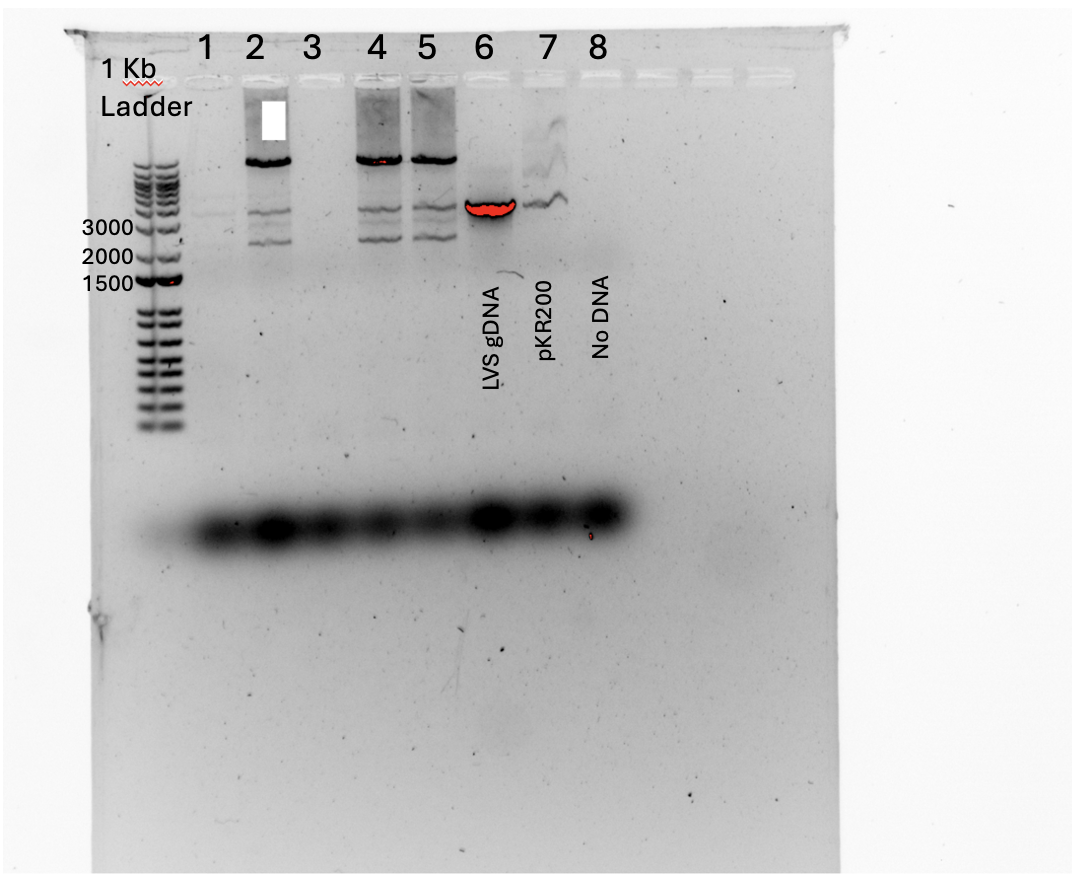 1 2 3 4 5 6 7 8
1 Kb
Ladder
3000
2000
1500
LVS gDNA
pKR200
No DNA